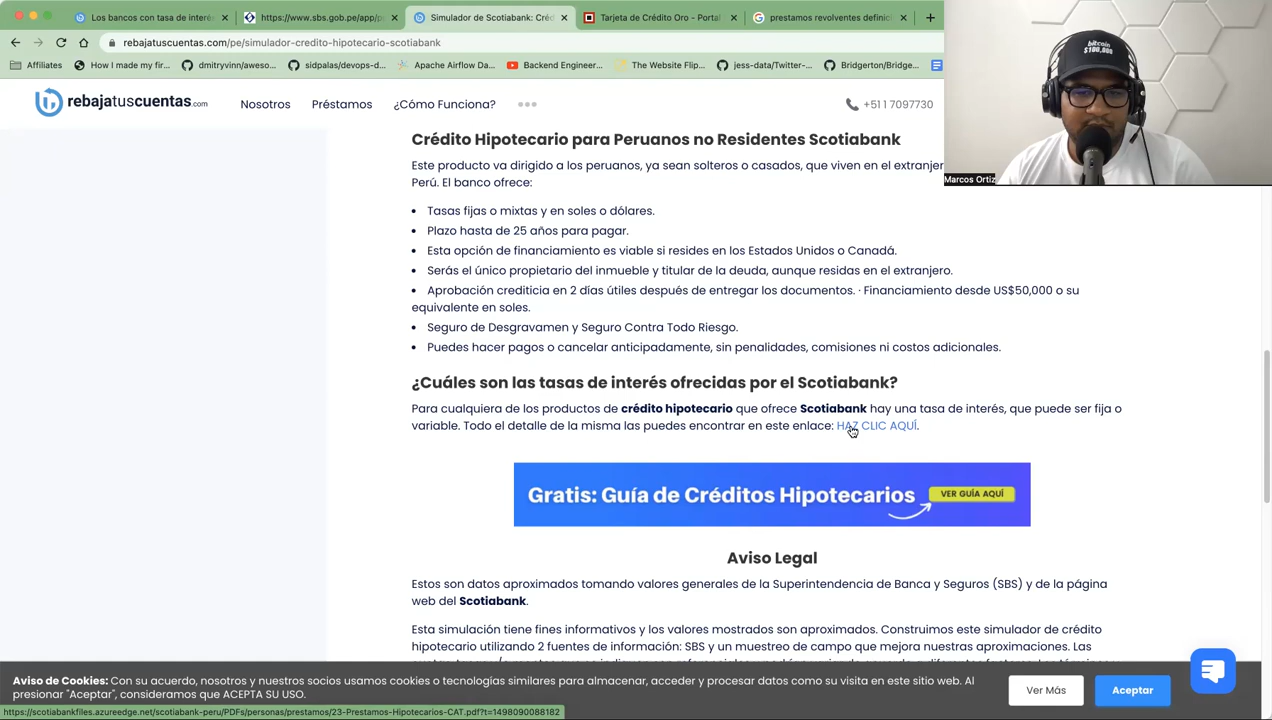 Los bancos con tasa de interé
https://www.sbs.gob.pe/app/p
Simulador de Scotiabank: Créd
Tarjeta de Crédito Oro - Portal
prestamos revolventes definici
rebajatuscuentas.com/pe/simulador-credito-hipotecario-scotiabank
Affiliates
How I made my fir...
dmitryvinn/aweso...
sidpalas/devops-d...
Apache Airflow Da...
Backend Engineer...
The Website Flip...
jess-data/Twitter-...
Bridgerton/Bridge...
bitcoin
$100,000
rebajatuscuentas.com
Nosotros
Préstamos
¿Cómo Funciona?
+51 1 7097730
Marcos Ortiz
Crédito Hipotecario para Peruanos no Residentes Scotiabank
Este producto va dirigido a los peruanos, ya sean solteros o casados, que viven en el extranjer
Perú. El banco ofrece:
• Tasas fijas o mixtas y en soles o dólares.
• Plazo hasta de 25 años para pagar.
• Esta opción de financiamiento es viable si resides en los Estados Unidos o Canadá.
• Serás el único propietario del inmueble y titular de la deuda, aunque residas en el extranjero.
• Aprobación crediticia en 2 días útiles después de entregar los documentos. · Financiamiento desde US$50,000 o su
equivalente en soles.
• Seguro de Desgravamen y Seguro Contra Todo Riesgo.
• Puedes hacer pagos o cancelar anticipadamente, sin penalidades, comisiones ni costos adicionales.
¿Cuáles son las tasas de interés ofrecidas por el Scotiabank?
Para cualquiera de los productos de crédito hipotecario que ofrece Scotiabank hay una tasa de interés, que puede ser fija o
variable. Todo el detalle de la misma las puedes encontrar en este enlace: HAZ CLIC AQUÍ.
Gratis: Guía de Créditos Hipotecarios
VER GUÍA AQUÍ
Aviso Legal
Estos son datos aproximados tomando valores generales de la Superintendencia de Banca y Seguros (SBS) y de la página
web del Scotiabank.
Esta simulación tiene fines informativos y los valores mostrados son aproximados. Construimos este simulador de crédito
hipotecario utilizando 2 fuentes de información: SBS y un muestreo de campo que mejora nuestras aproximaciones. Las
Aviso de Cookies: Con su acuerdo, nosotros y nuestros socios usamos cookies o tecnologías similares para almacenar, acceder y procesar datos como su visita en este sitio web. Al
presionar "Aceptar", consideramos que ACEPTA SU USO.
Ver Más
Aceptar
https://scotiabankfiles.azureedge.net/scotiabank-peru/PDFs/personas/prestamos/23-Prestamos-Hipotecarios-CAT.pdf?t=1498090088182